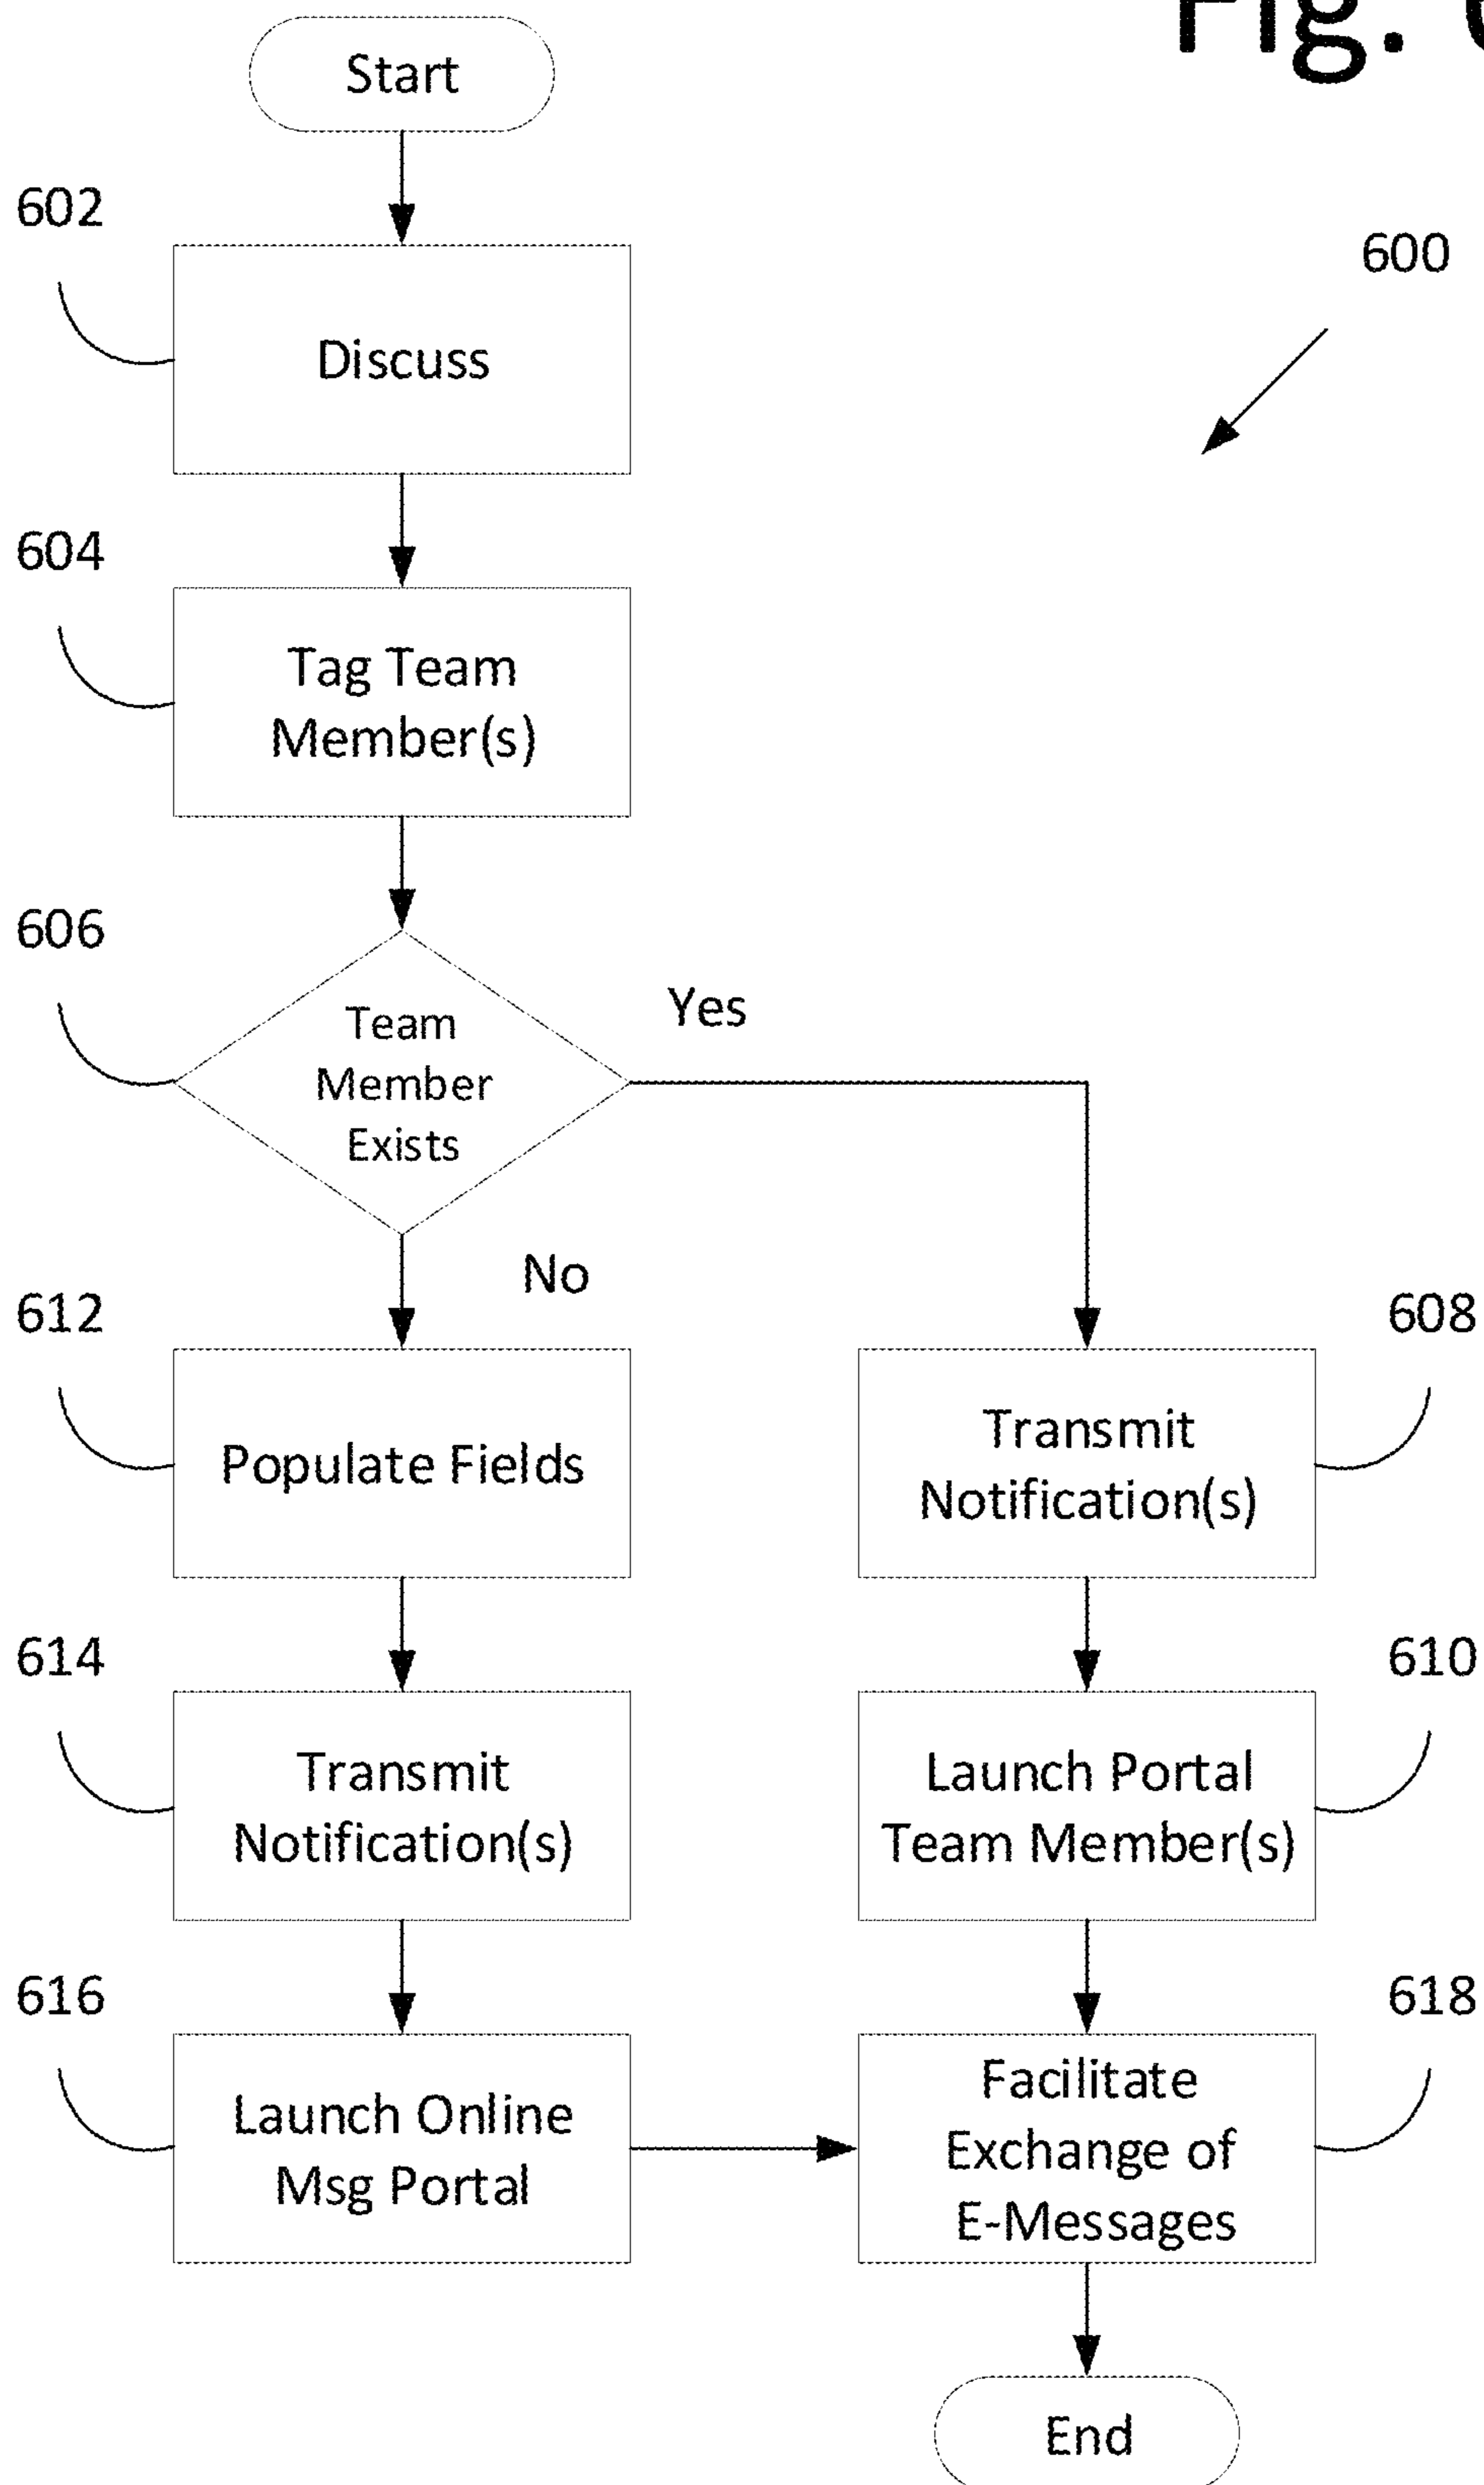 Fig. 6
Start
602
600
Discuss
604
Tag Team
Member(s)
606
Yes
Team
Member
Exists
No
612
608
Populate Fields
Transmit
Notification(s)
614
610
Transmit
Notification(s)
Launch Portal
Team Member(s)
616
618
Launch Online
Msg Portal
Facilitate
Exchange of
E-Messages
End